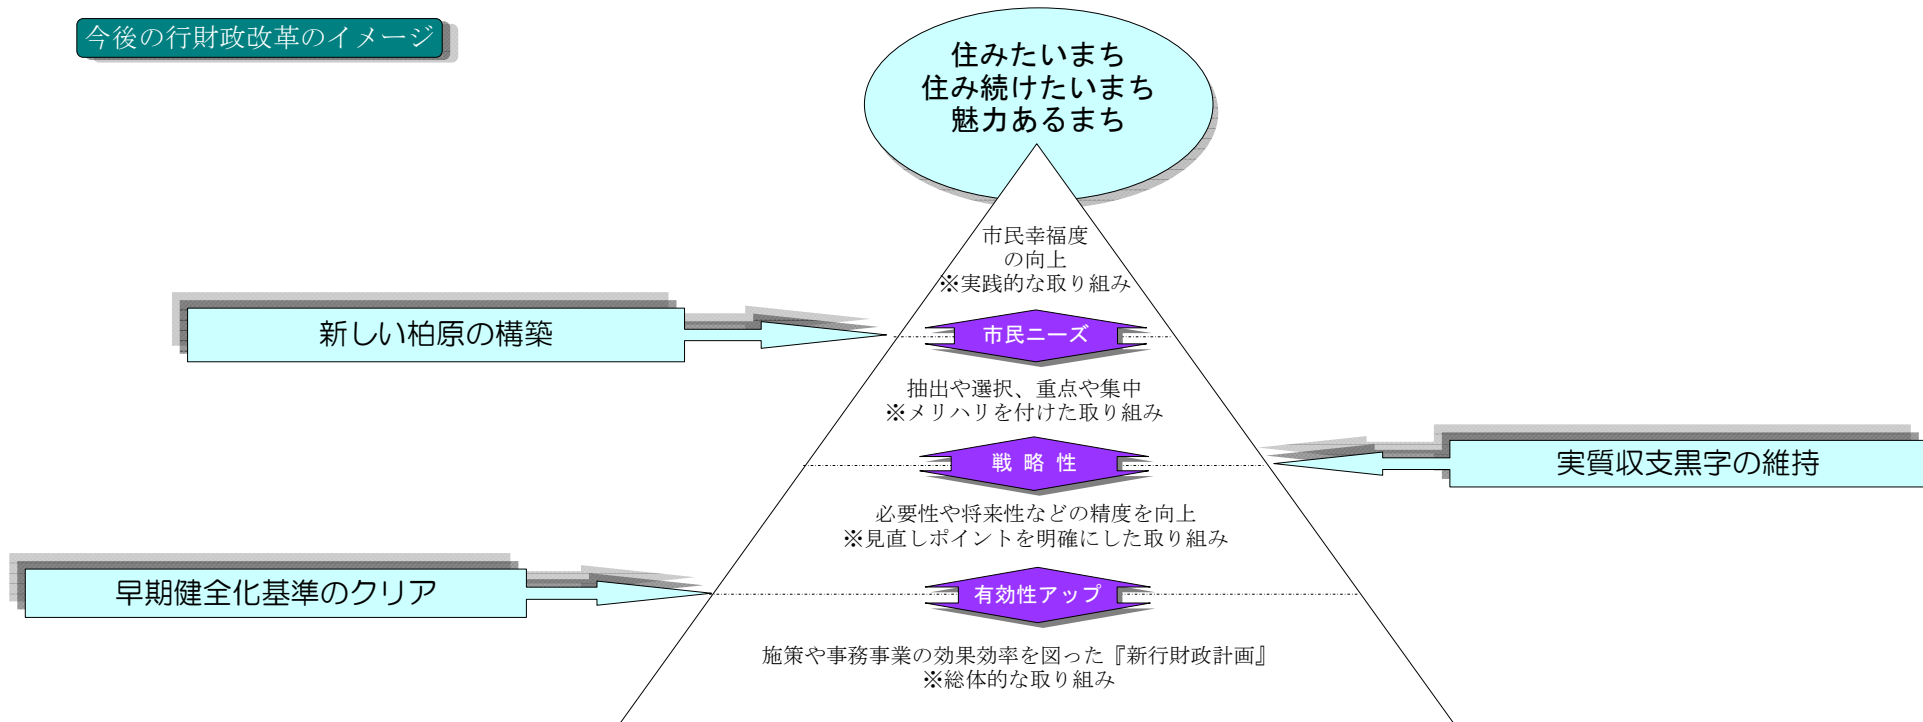 今後の行財政改革のイメージ
住みたいまち
住み続けたいまち
魅力あるまち
市民幸福度
の向上
※実践的な取り組み
新しい柏原の構築
市民ニーズ
抽出や選択、重点や集中
※メリハリを付けた取り組み
戦 略 性
実質収支黒字の維持
必要性や将来性などの精度を向上
※見直しポイントを明確にした取り組み
早期健全化基準のクリア
有効性アップ
施策や事務事業の効果効率を図った『新行財政計画』
※総体的な取り組み